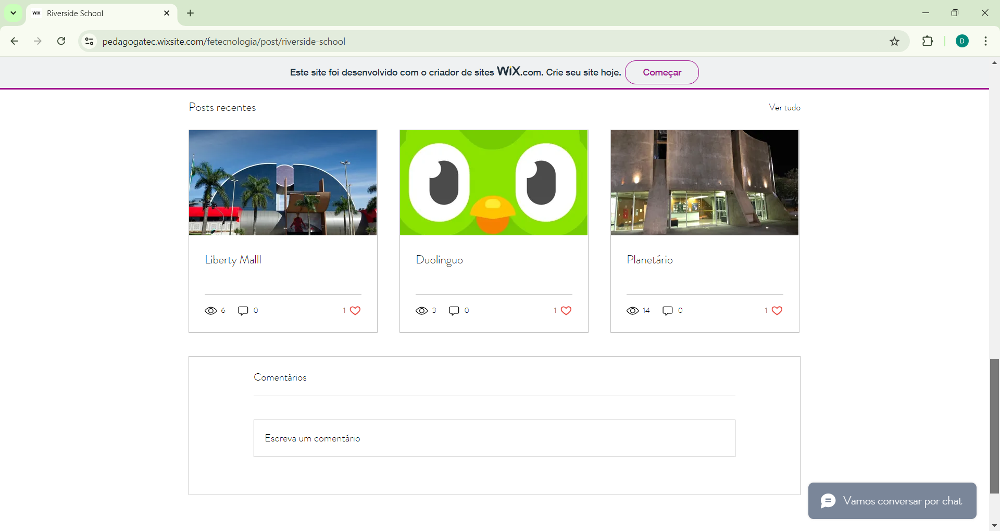 WiX Riverside School
pedagogatec.wixsite.com/fetecnologia/post/riverside-school
D
Este site foi desenvolvido com o criador de sites WiX.com. Crie seu site hoje.
Começar
Posts recentes
Ver tudo
Liberty Malll
6 0 1
Duolinguo
3 0 1
Planetário
14 0 1
Comentários
Escreva um comentário
Vamos conversar por chat